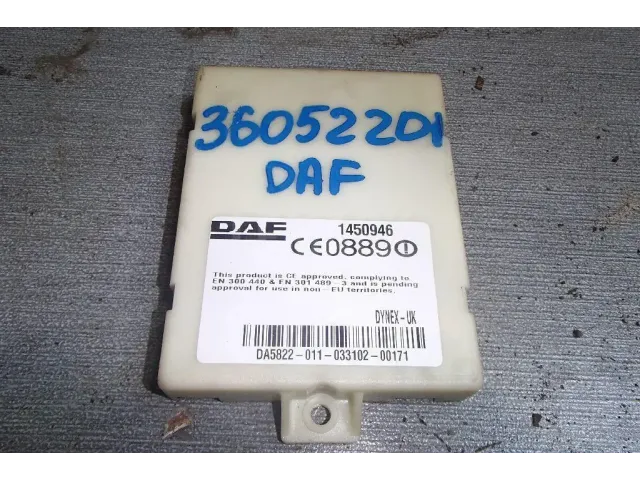 36052201
DAF
DAF 1450946
CE0889
This product is CE approved, complying to
EN 300 440 & EN 301 489 - 3 and is pending
approval for use in non - EU territories.
DYNEX-UK
DA5822-011-033102-00171